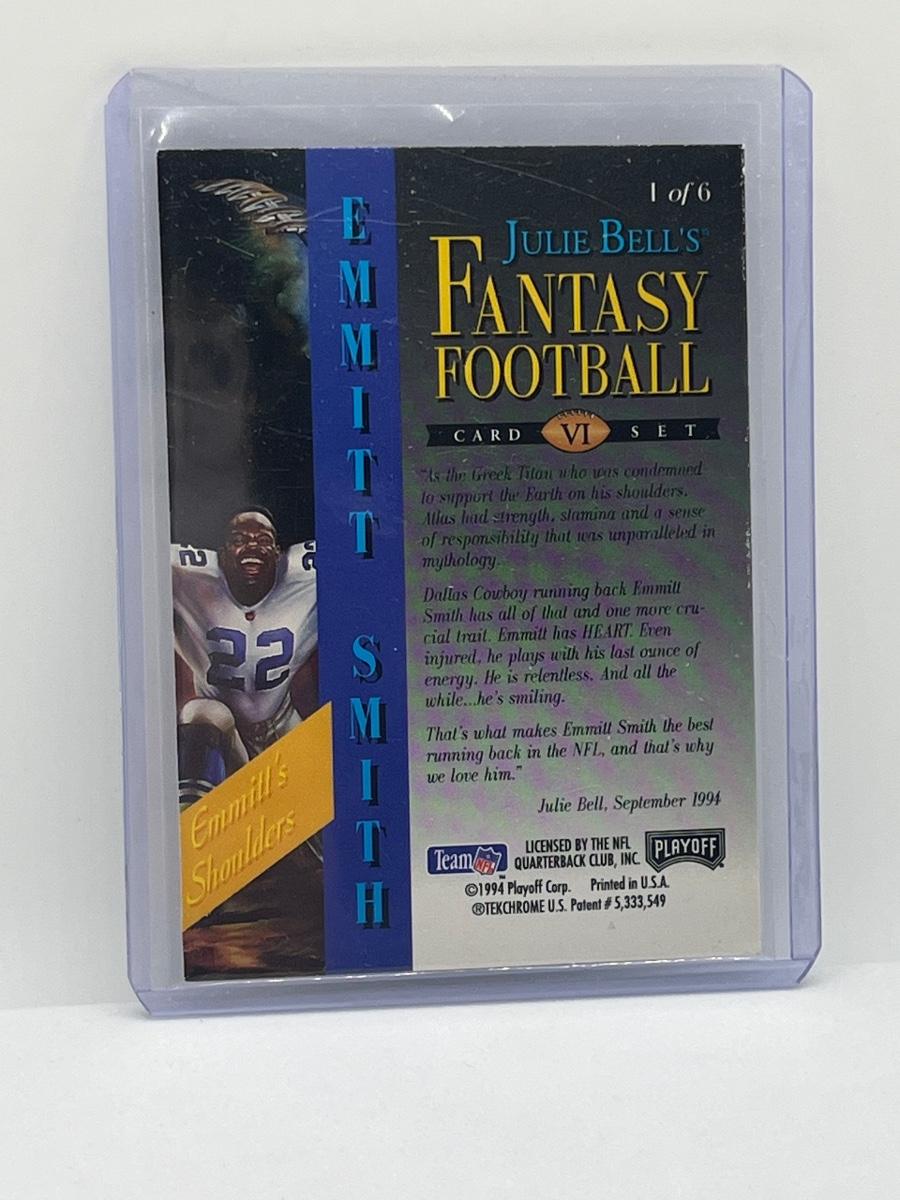 1 of 6
JULIE BELL'S
FANTASY
FOOTBALL
CARD VI SET
"As the Greek Titan who was condemned
to support the Earth on his shoulders,
Atlas had strength, stamina and a sense
of responsibility that was unparalleled in
mythology.
Dallas Cowboy running back Emmitt
Smith has all of that and one more cru-
cial trait. Emmitt has HEART. Even
injured, he plays with his last ounce of
energy. He is relentless. And all the
while...he's smiling.
That's what makes Emmitt Smith the best
running back in the NFL, and that's why
we love him."
Julie Bell, September 1994
Team NFL™
LICENSED BY THE NFL
QUARTERBACK CLUB, INC.
PLAYOFF
©1994 Playoff Corp. Printed in U.S.A.
®TEKCHROME U.S. Patent # 5,333,549
EMMITT SMITH
22
22
22
Emmitt's
Shoulders